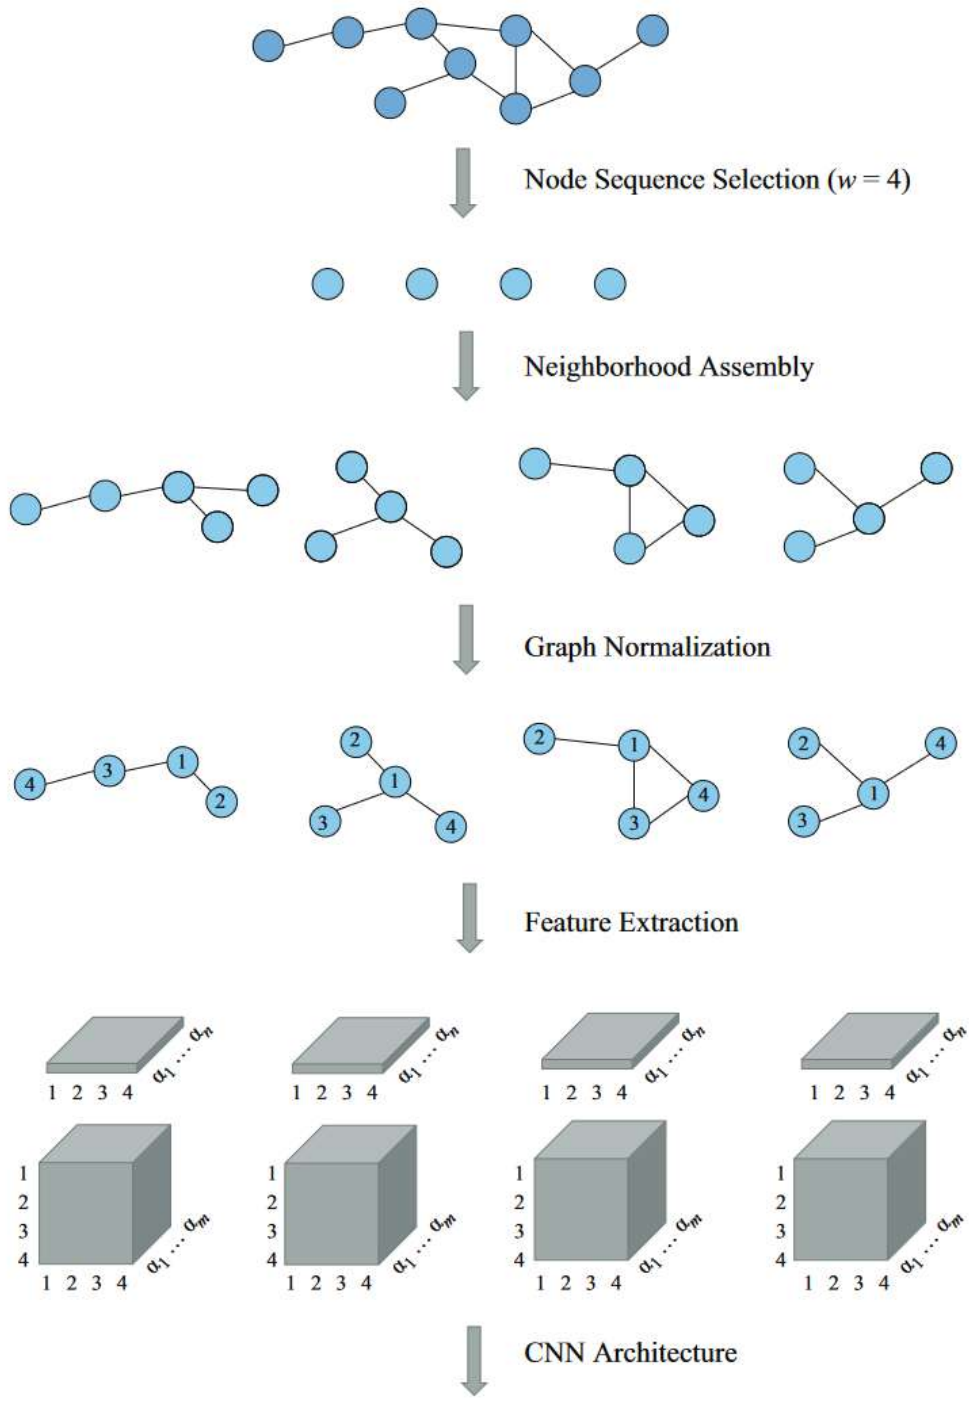 Node Sequence Selection (w = 4)
Neighborhood Assembly
Graph Normalization
4 3 1 2
2 1 3 4
2 1 3 4
2 1 3 4
Feature Extraction
1 2 3 4 α1 ... αn
1 2 3 4 α1 ... αn
1 2 3 4 α1 ... αn
1 2 3 4 α1 ... αn
1
2
3
4
1 2 3 4 α1 ... αm
1
2
3
4
1 2 3 4 α1 ... αm
1
2
3
4
1 2 3 4 α1 ... αm
1
2
3
4
1 2 3 4 α1 ... αm
CNN Architecture